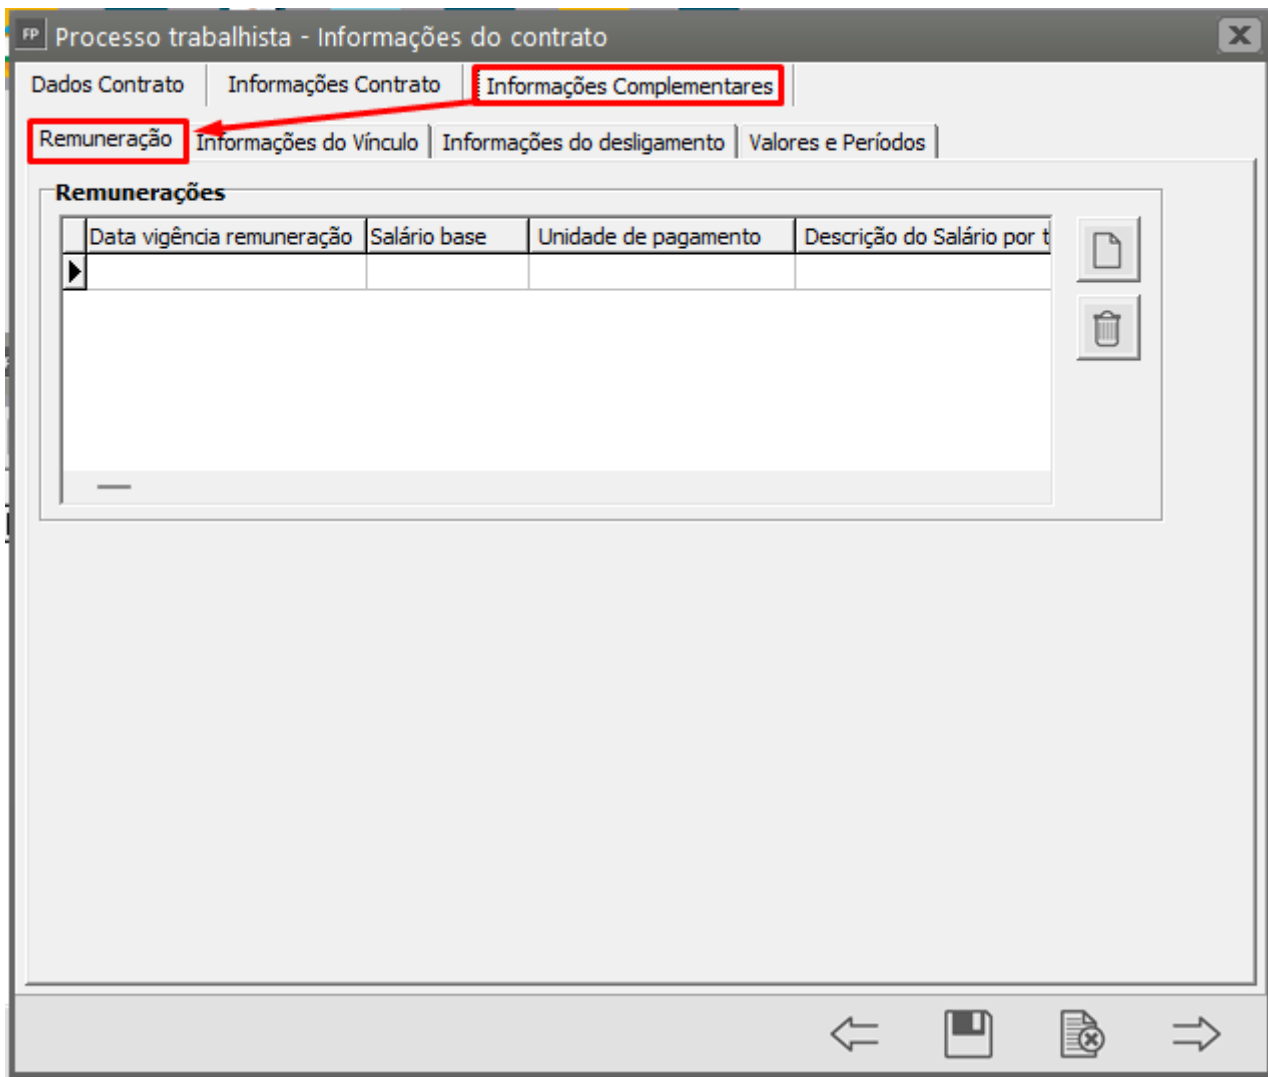 FP Processo trabalhista - Informações do contrato
Dados Contrato Informações Contrato Informações Complementares
Remuneração Informações do Vínculo Informações do desligamento Valores e Períodos
Remunerações
Data vigência remuneração Salário base Unidade de pagamento Descrição do Salário por t